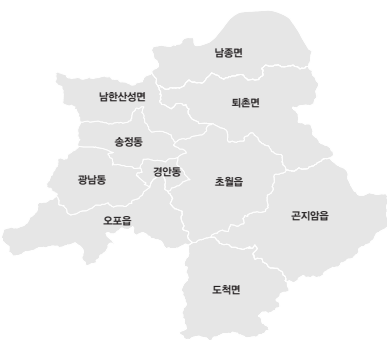 남종면
남한산성면
퇴촌면
송정동
경안동
광남동
초월읍
곤지암읍
오포읍
도척면